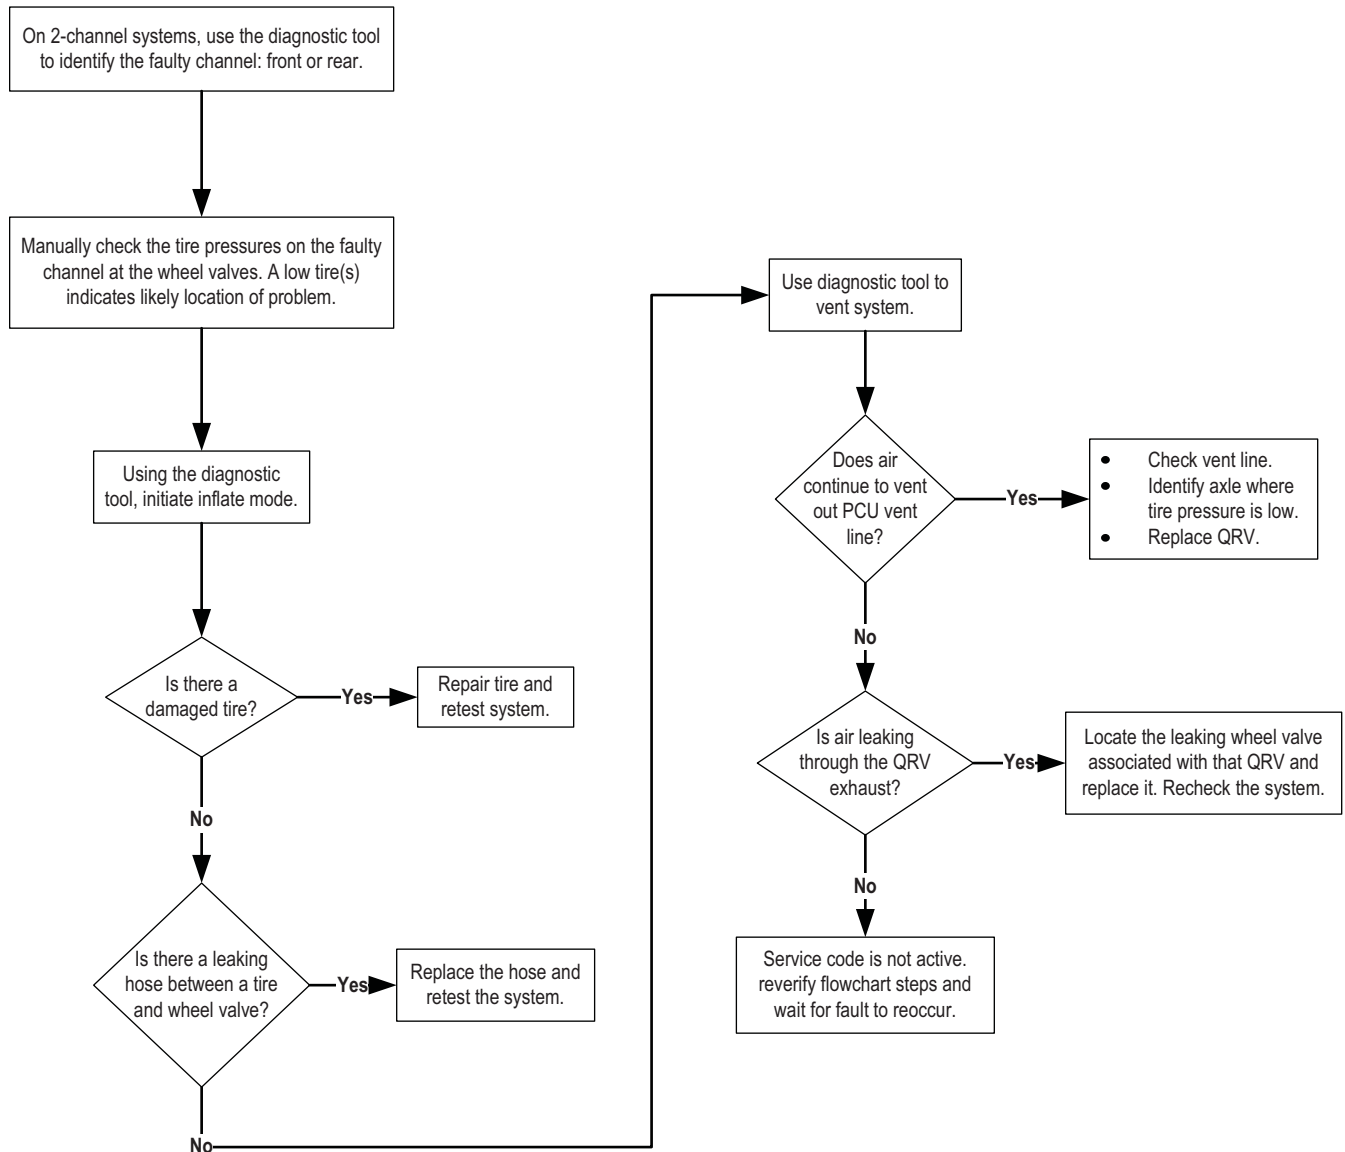 On 2-channel systems, use the diagnostic tool
to identify the faulty channel: front or rear.
Manually check the tire pressures on the faulty
channel at the wheel valves. A low tire(s)
indicates likely location of problem.
Using the diagnostic
tool, initiate inflate mode.
Is there a
damaged tire?
Yes
Repair tire and
retest system.
No
Is there a leaking
hose between a tire
and wheel valve?
Yes
Replace the hose and
retest the system.
No
Use diagnostic tool to
vent system.
Does air
continue to vent
out PCU vent
line?
Yes
• Check vent line.
• Identify axle where
tire pressure is low.
• Replace QRV.
No
Is air leaking
through the QRV
exhaust?
Yes
Locate the leaking wheel valve
associated with that QRV and
replace it. Recheck the system.
No
Service code is not active.
reverify flowchart steps and
wait for fault to reoccur.